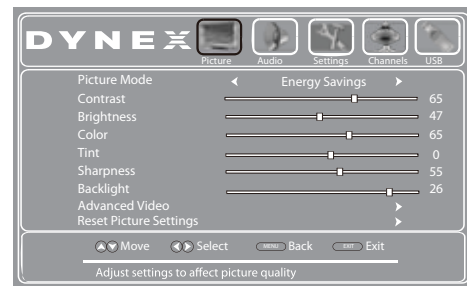 DYNEX
Picture Audio Settings Channels USB
Picture Mode Energy Savings
Contrast 65
Brightness 47
Color 65
Tint 0
Sharpness 55
Backlight 26
Advanced Video
Reset Picture Settings
Move Select MENU Back EXIT Exit
Adjust settings to affect picture quality